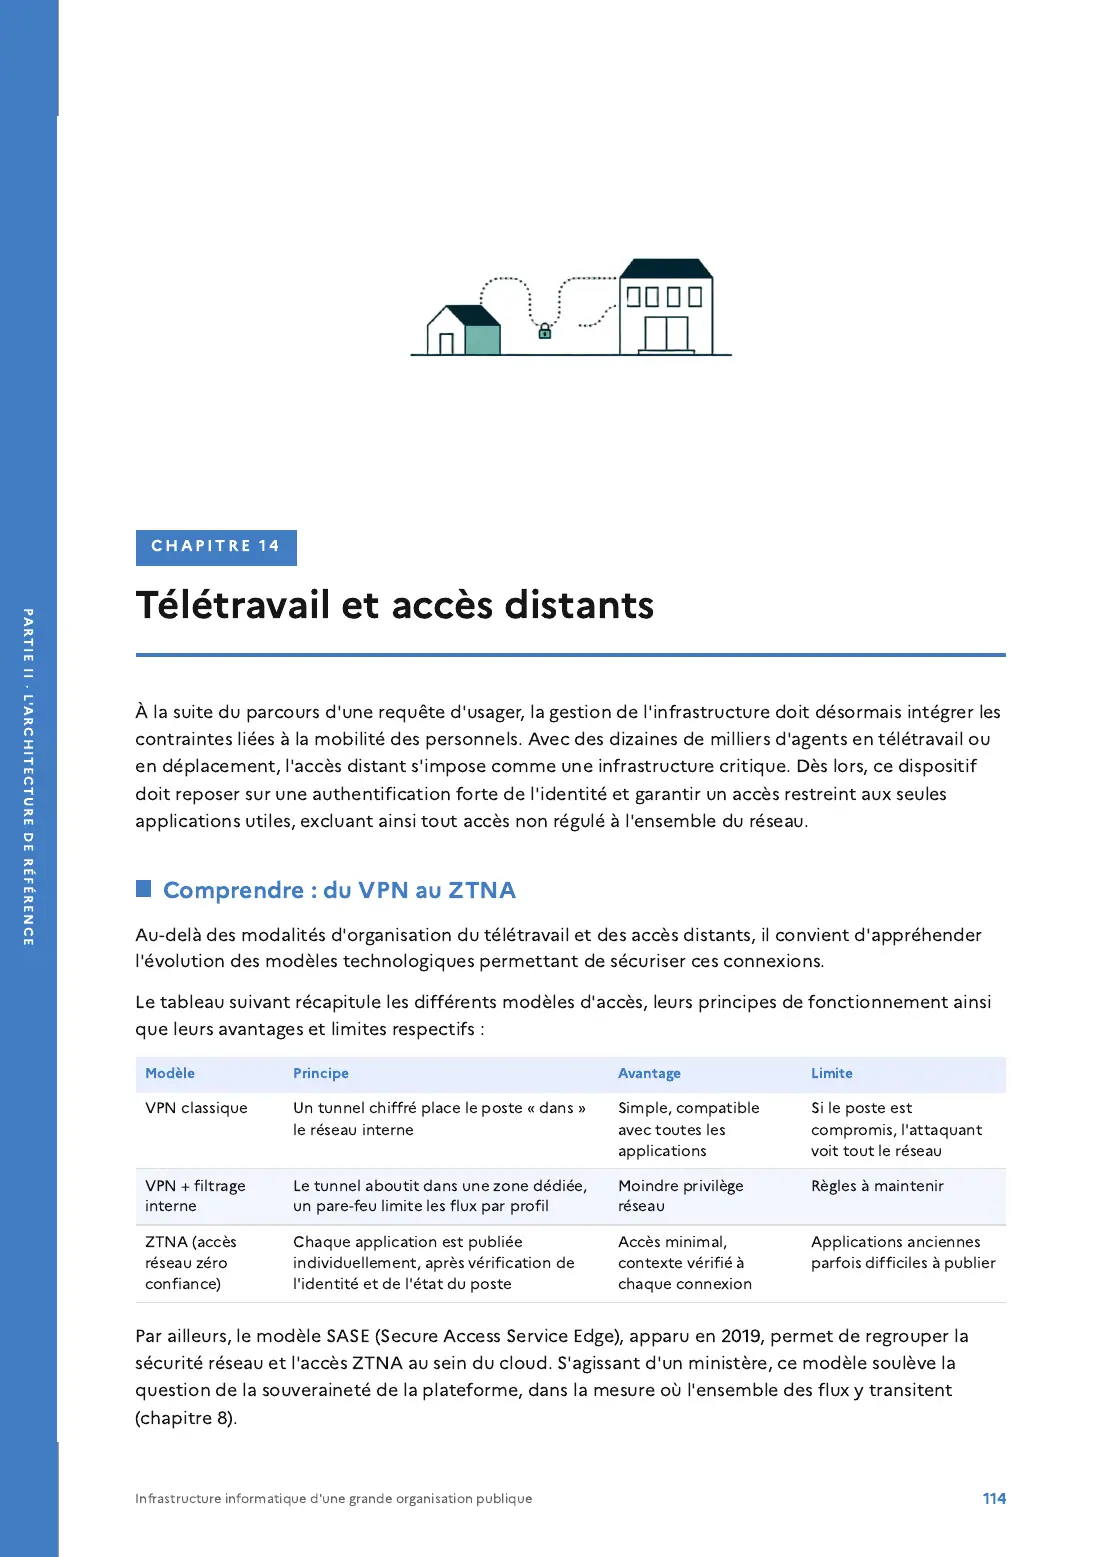 PARTIE II · L'ARCHITECTURE DE RÉFÉRENCE
CHAPITRE 14
Télétravail et accès distants
À la suite du parcours d'une requête d'usager, la gestion de l'infrastructure doit désormais intégrer les
contraintes liées à la mobilité des personnels. Avec des dizaines de milliers d'agents en télétravail ou
en déplacement, l'accès distant s'impose comme une infrastructure critique. Dès lors, ce dispositif
doit reposer sur une authentification forte de l'identité et garantir un accès restreint aux seules
applications utiles, excluant ainsi tout accès non régulé à l'ensemble du réseau.
Comprendre : du VPN au ZTNA
Au-delà des modalités d'organisation du télétravail et des accès distants, il convient d'appréhender
l'évolution des modèles technologiques permettant de sécuriser ces connexions.
Le tableau suivant récapitule les différents modèles d'accès, leurs principes de fonctionnement ainsi
que leurs avantages et limites respectifs :
Modèle Principe Avantage Limite
VPN classique Un tunnel chiffré place le poste « dans » Simple, compatible Si le poste est
le réseau interne avec toutes les compromis, l'attaquant
applications voit tout le réseau
VPN + filtrage Le tunnel aboutit dans une zone dédiée, Moindre privilège Règles à maintenir
interne un pare-feu limite les flux par profil réseau
ZTNA (accès Chaque application est publiée Accès minimal, Applications anciennes
réseau zéro individuellement, après vérification de contexte vérifié à parfois difficiles à publier
confiance) l'identité et de l'état du poste chaque connexion
Par ailleurs, le modèle SASE (Secure Access Service Edge), apparu en 2019, permet de regrouper la
sécurité réseau et l'accès ZTNA au sein du cloud. S'agissant d'un ministère, ce modèle soulève la
question de la souveraineté de la plateforme, dans la mesure où l'ensemble des flux y transitent
(chapitre 8).
Infrastructure informatique d'une grande organisation publique 114